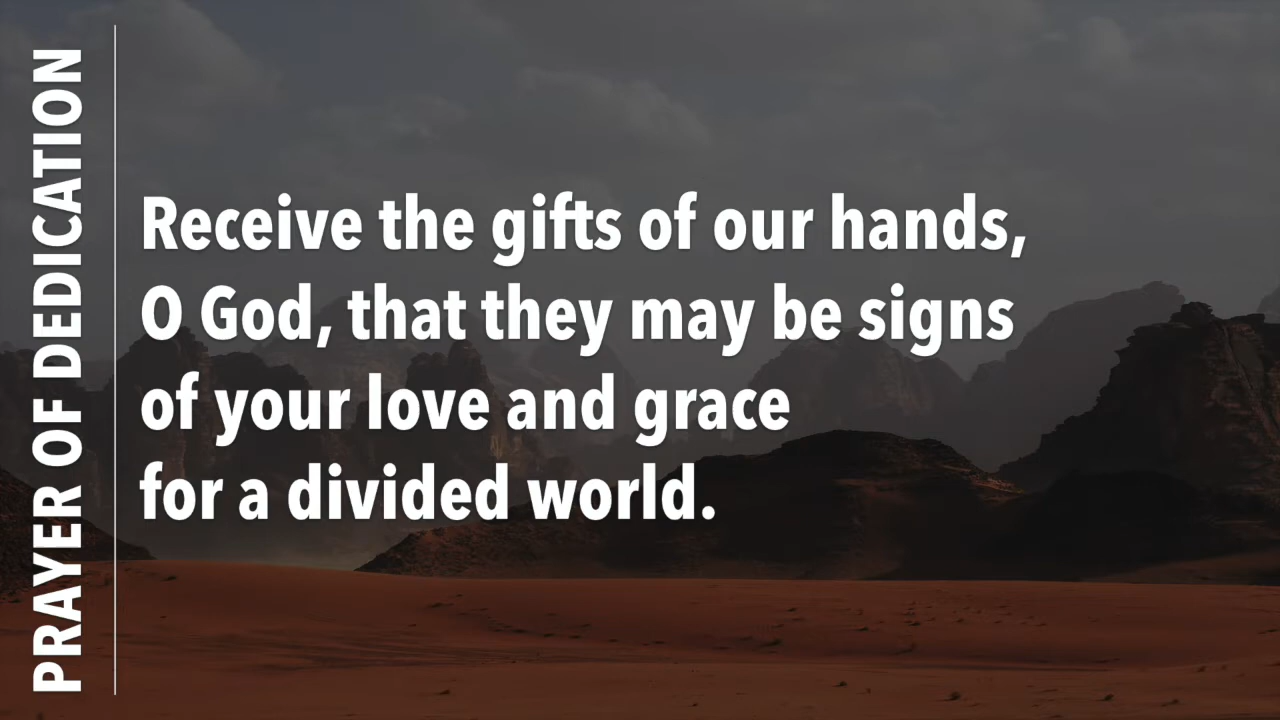 PRAYER OF DEDICATION
Receive the gifts of our hands,
O God, that they may be signs
of your love and grace
for a divided world.